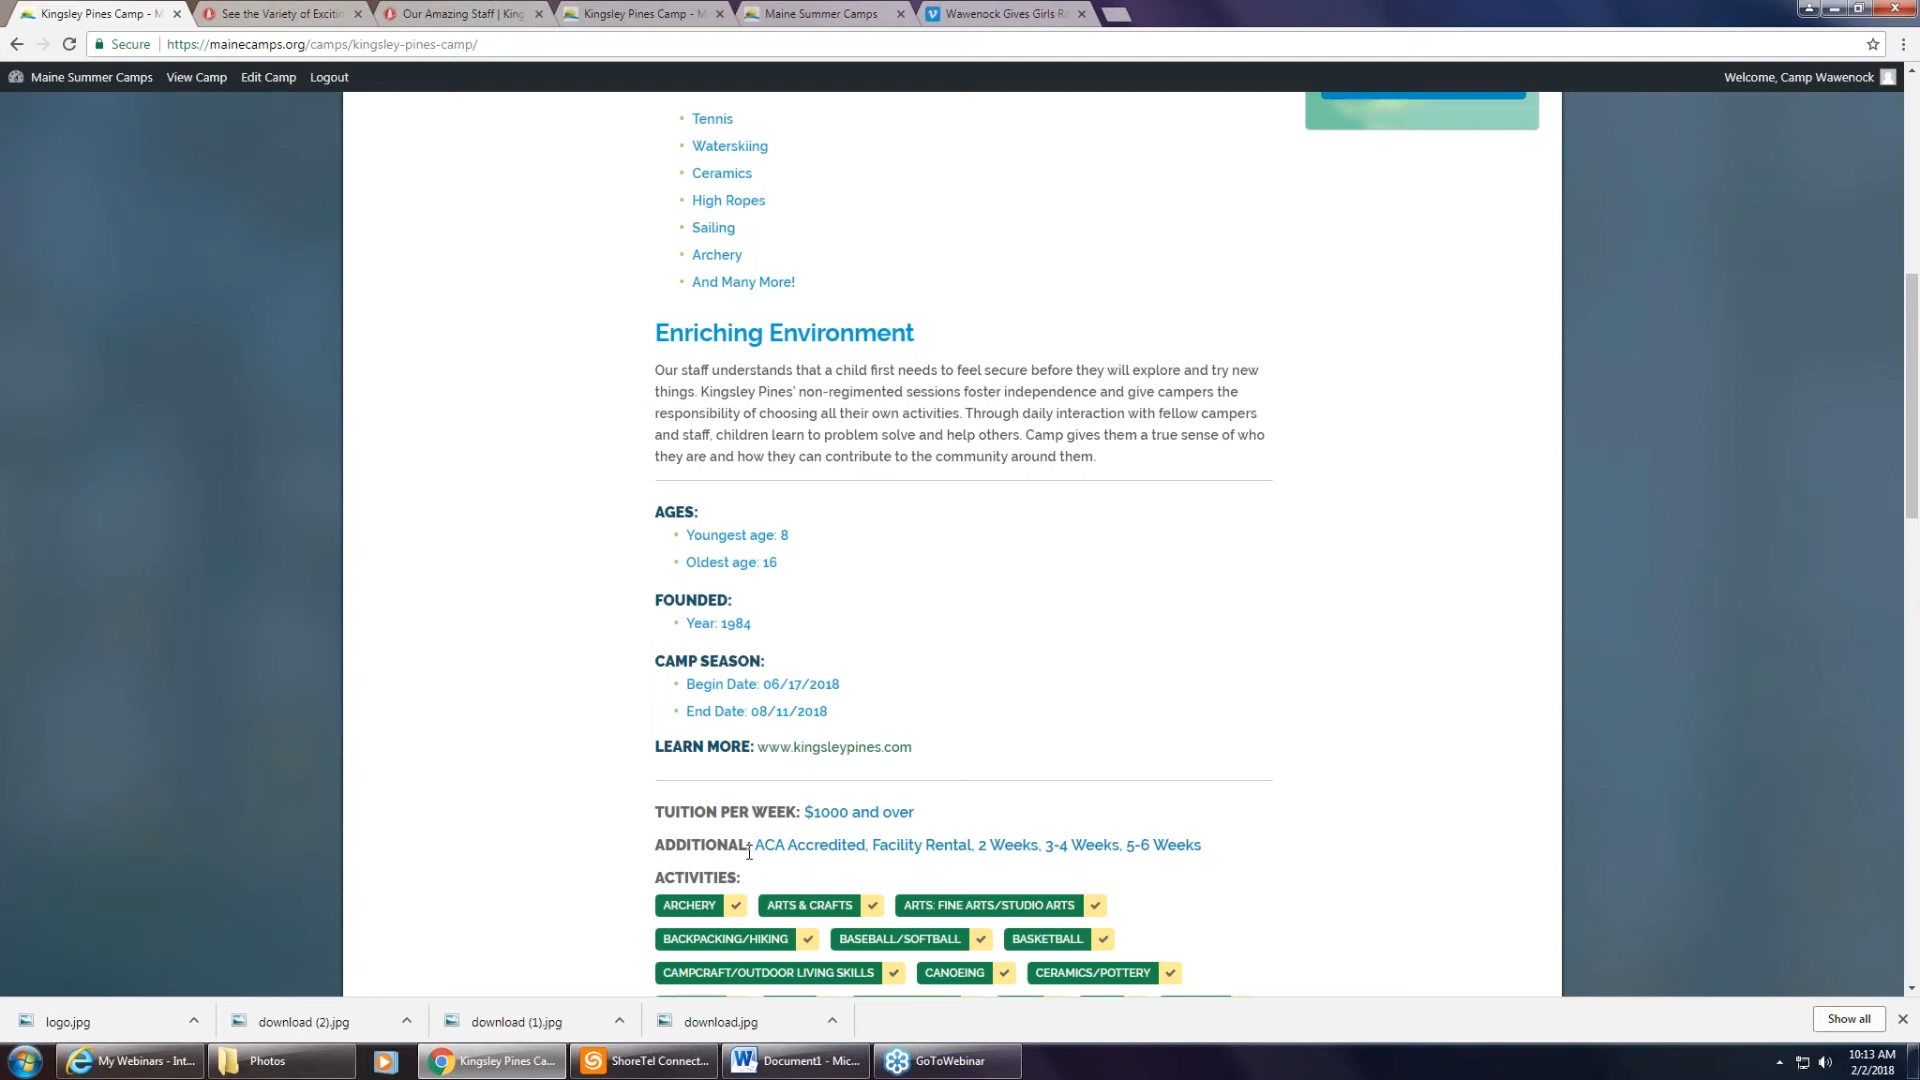 Kingsley Pines Camp - M
See the Variety of Excitin
Our Amazing Staff | King
Kingsley Pines Camp - M
Maine Summer Camps
Wawenock Gives Girls R
Secure
https://mainecamps.org/camps/kingsley-pines-camp/
Maine Summer Camps View Camp Edit Camp Logout
Welcome, Camp Wawenock
Tennis
Waterskiing
Ceramics
High Ropes
Sailing
Archery
And Many More!
Enriching Environment
Our staff understands that a child first needs to feel secure before they will explore and try new
things. Kingsley Pines' non-regimented sessions foster independence and give campers the
responsibility of choosing all their own activities. Through daily interaction with fellow campers
and staff, children learn to problem solve and help others. Camp gives them a true sense of who
they are and how they can contribute to the community around them.
AGES:
Youngest age: 8
Oldest age: 16
FOUNDED:
Year: 1984
CAMP SEASON:
Begin Date: 06/17/2018
End Date: 08/11/2018
LEARN MORE: www.kingsleypines.com
TUITION PER WEEK: $1000 and over
ADDITIONAL: ACA Accredited, Facility Rental, 2 Weeks, 3-4 Weeks, 5-6 Weeks
ACTIVITIES:
ARCHERY ARTS & CRAFTS ARTS: FINE ARTS/STUDIO ARTS
BACKPACKING/HIKING BASEBALL/SOFTBALL BASKETBALL
CAMPCRAFT/OUTDOOR LIVING SKILLS CANOEING CERAMICS/POTTERY
logo.jpg download (2).jpg download (1).jpg download.jpg Show all
My Webinars - Int... Photos Kingsley Pines Ca... ShoreTel Connect... Document1 - Mic... GoToWebinar
10:13 AM
2/2/2018